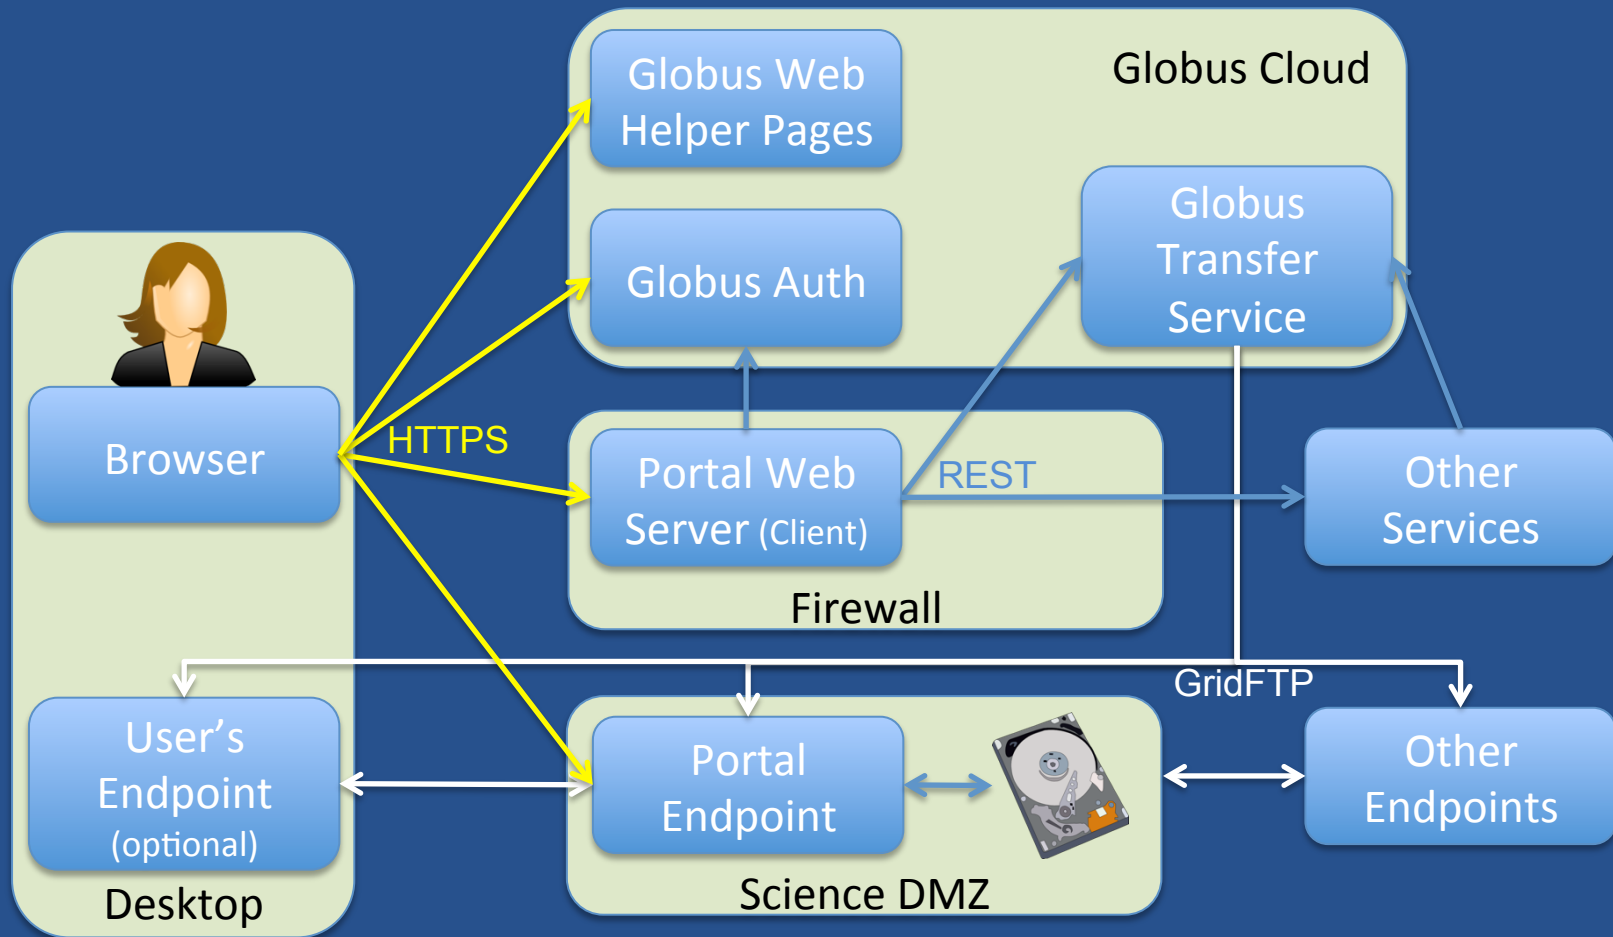 Globus Cloud
Globus Web
Helper Pages
Globus
Transfer
Service
Globus Auth
Browser
HTTPS
Portal Web
Server (Client)
REST
Other
Services
Firewall
GridFTP
User’s
Endpoint
(optional)
Portal
Endpoint
Other
Endpoints
Desktop
Science DMZ